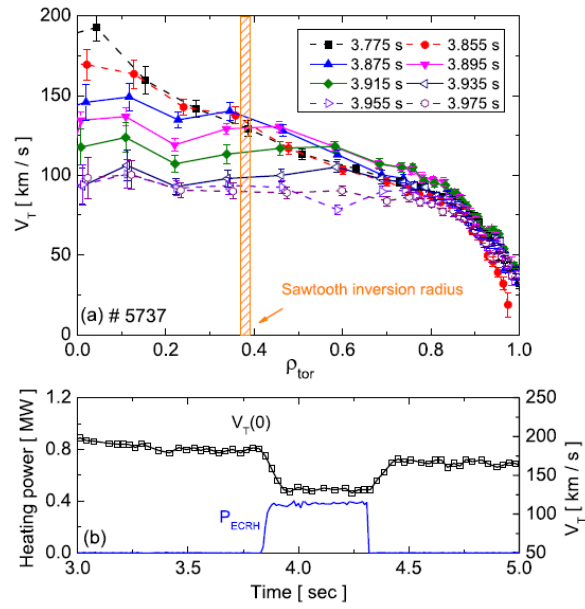 200
150
100
50
0
V_T [ km / s ]
3.775 s 3.855 s
3.875 s 3.895 s
3.915 s 3.935 s
3.955 s 3.975 s
Sawtooth inversion radius
(a) # 5737
0.0 0.2 0.4 0.6 0.8 1.0
ρ_tor
1.2
0.8
0.4
0.0
Heating power [ MW ]
V_T(0)
P_ECRH
(b)
250
200
150
100
50
V_T [ km / s ]
3.0 3.5 4.0 4.5 5.0
Time [ sec ]